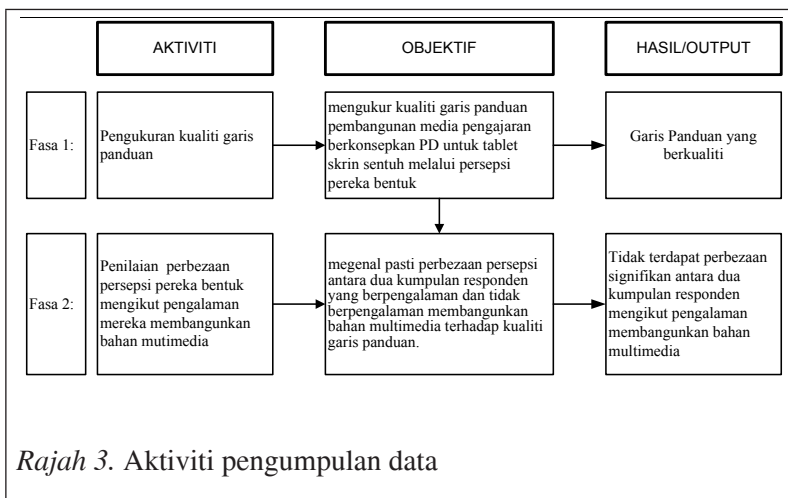 AKTIVITI
OBJEKTIF
HASIL/OUTPUT
Fasa 1:
Pengukuran kualiti garis
panduan
mengukur kualiti garis panduan
pembangunan media pengajaran
berkonsepkan PD untuk tablet
skrin sentuh melalui persepsi
pereka bentuk
Garis Panduan yang
berkualiti
Fasa 2:
Penilaian perbezaan
persepsi pereka bentuk
mengikut pengalaman
mereka membangunkan
bahan mutimedia
megenal pasti perbezaan persepsi
antara dua kumpulan responden
yang berpengalaman dan tidak
berpengalaman membangunkan
bahan multimedia terhadap kualiti
garis panduan.
Tidak terdapat perbezaan
signifikan antara dua
kumpulan responden
mengikut pengalaman
membangunkan bahan
multimedia
Rajah 3. Aktiviti pengumpulan data